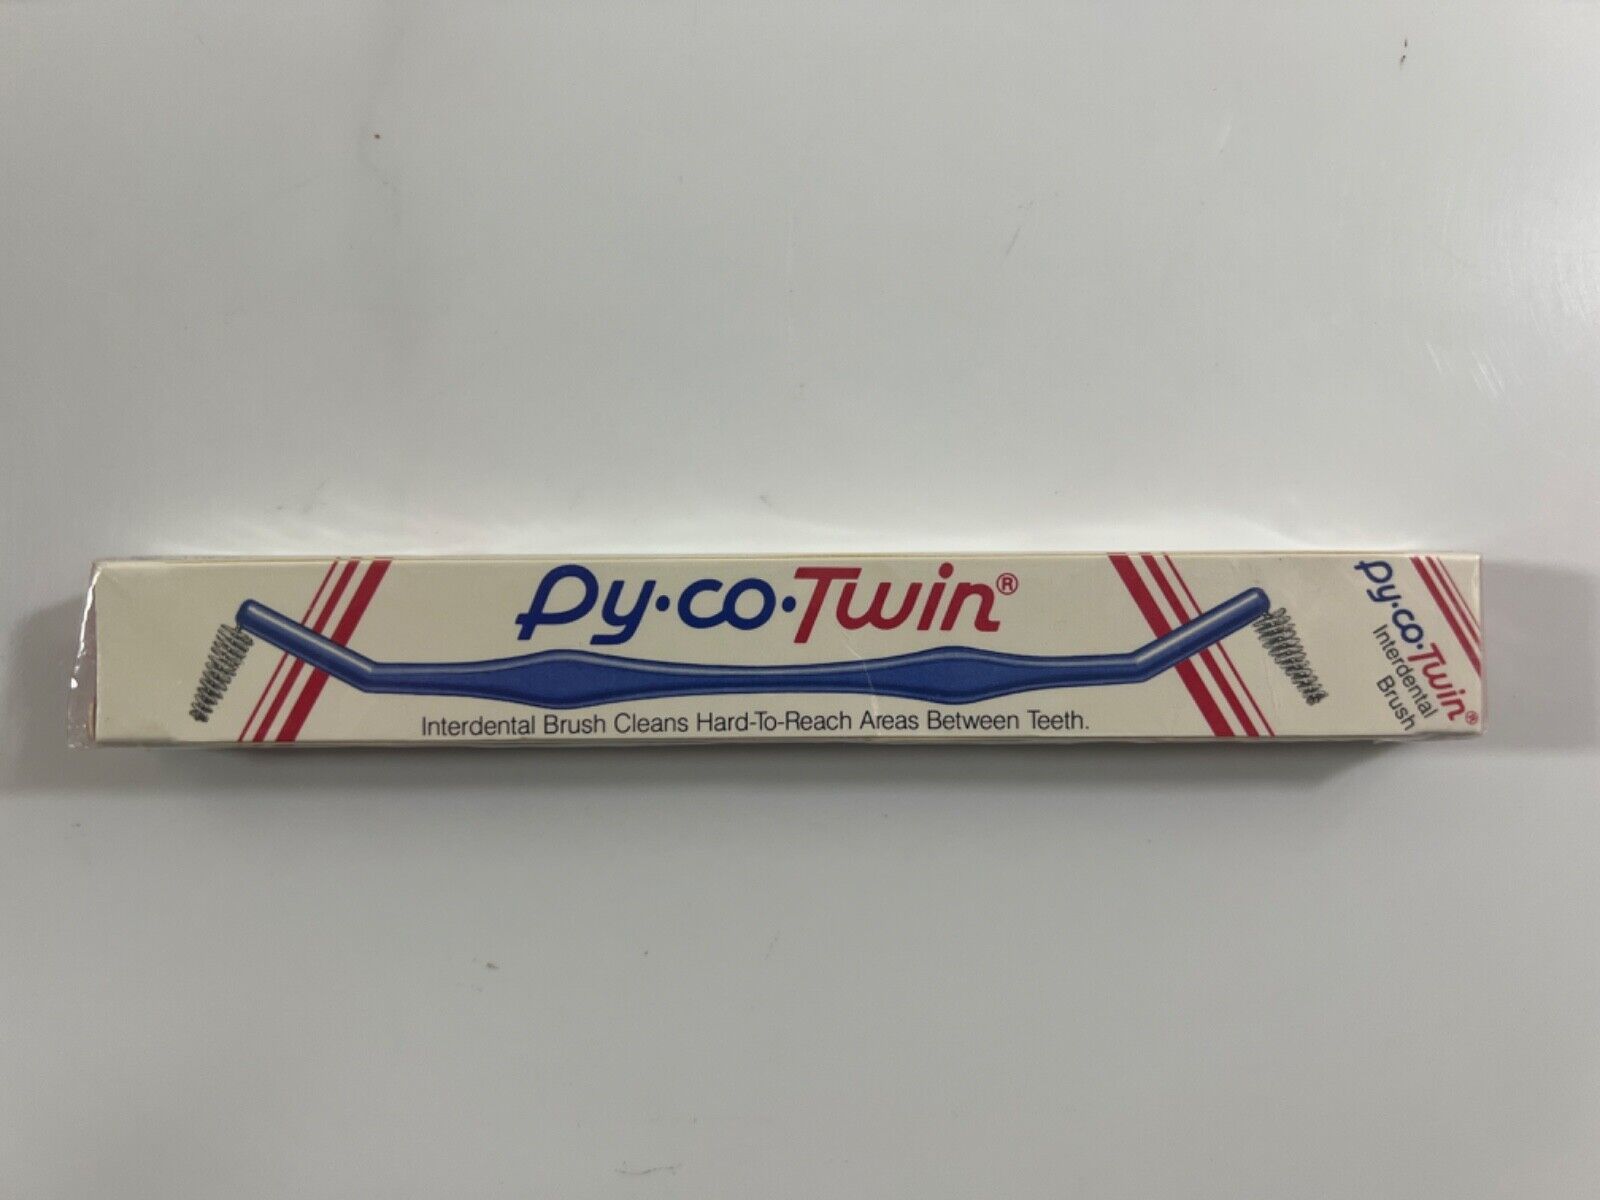 Py·co·Twin®
Interdental Brush Cleans Hard-To-Reach Areas Between Teeth.
Py·co·Twin®
Interdental
Brush